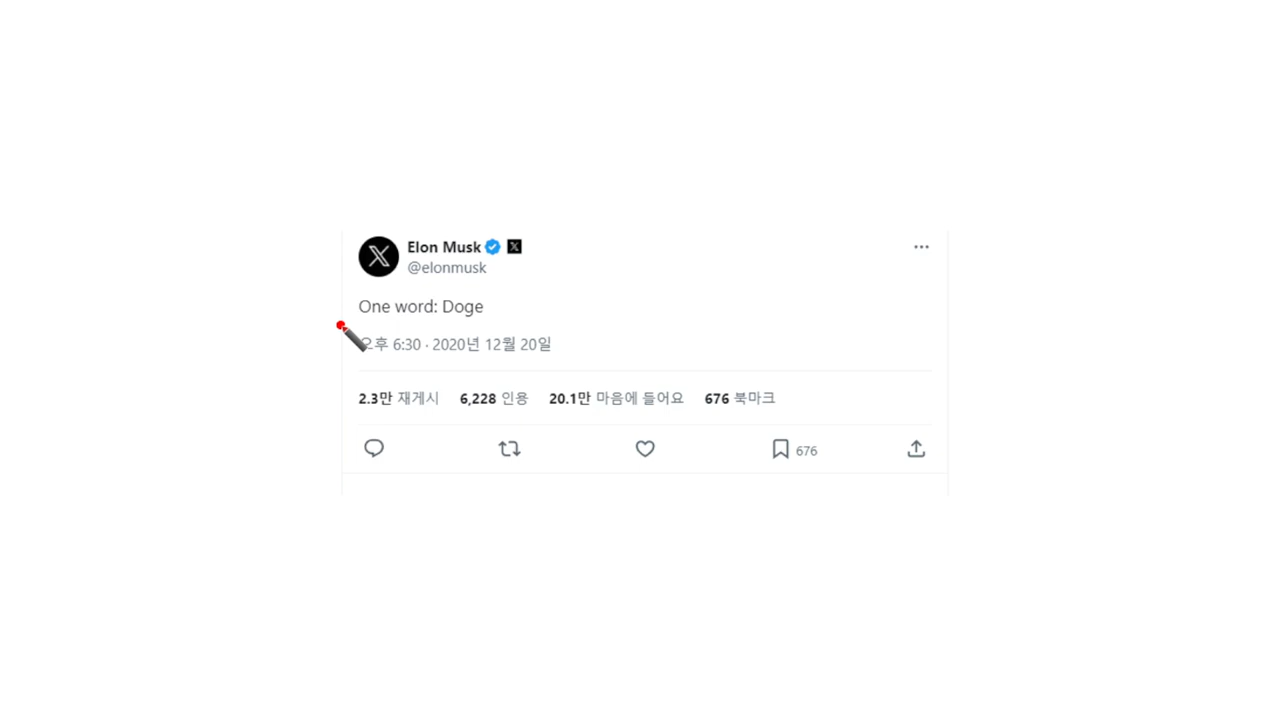 Elon Musk
@elonmusk
One word: Doge
오후 6:30 · 2020년 12월 20일
2.3만 재게시 6,228 인용 20.1만 마음에 들어요 676 북마크
676